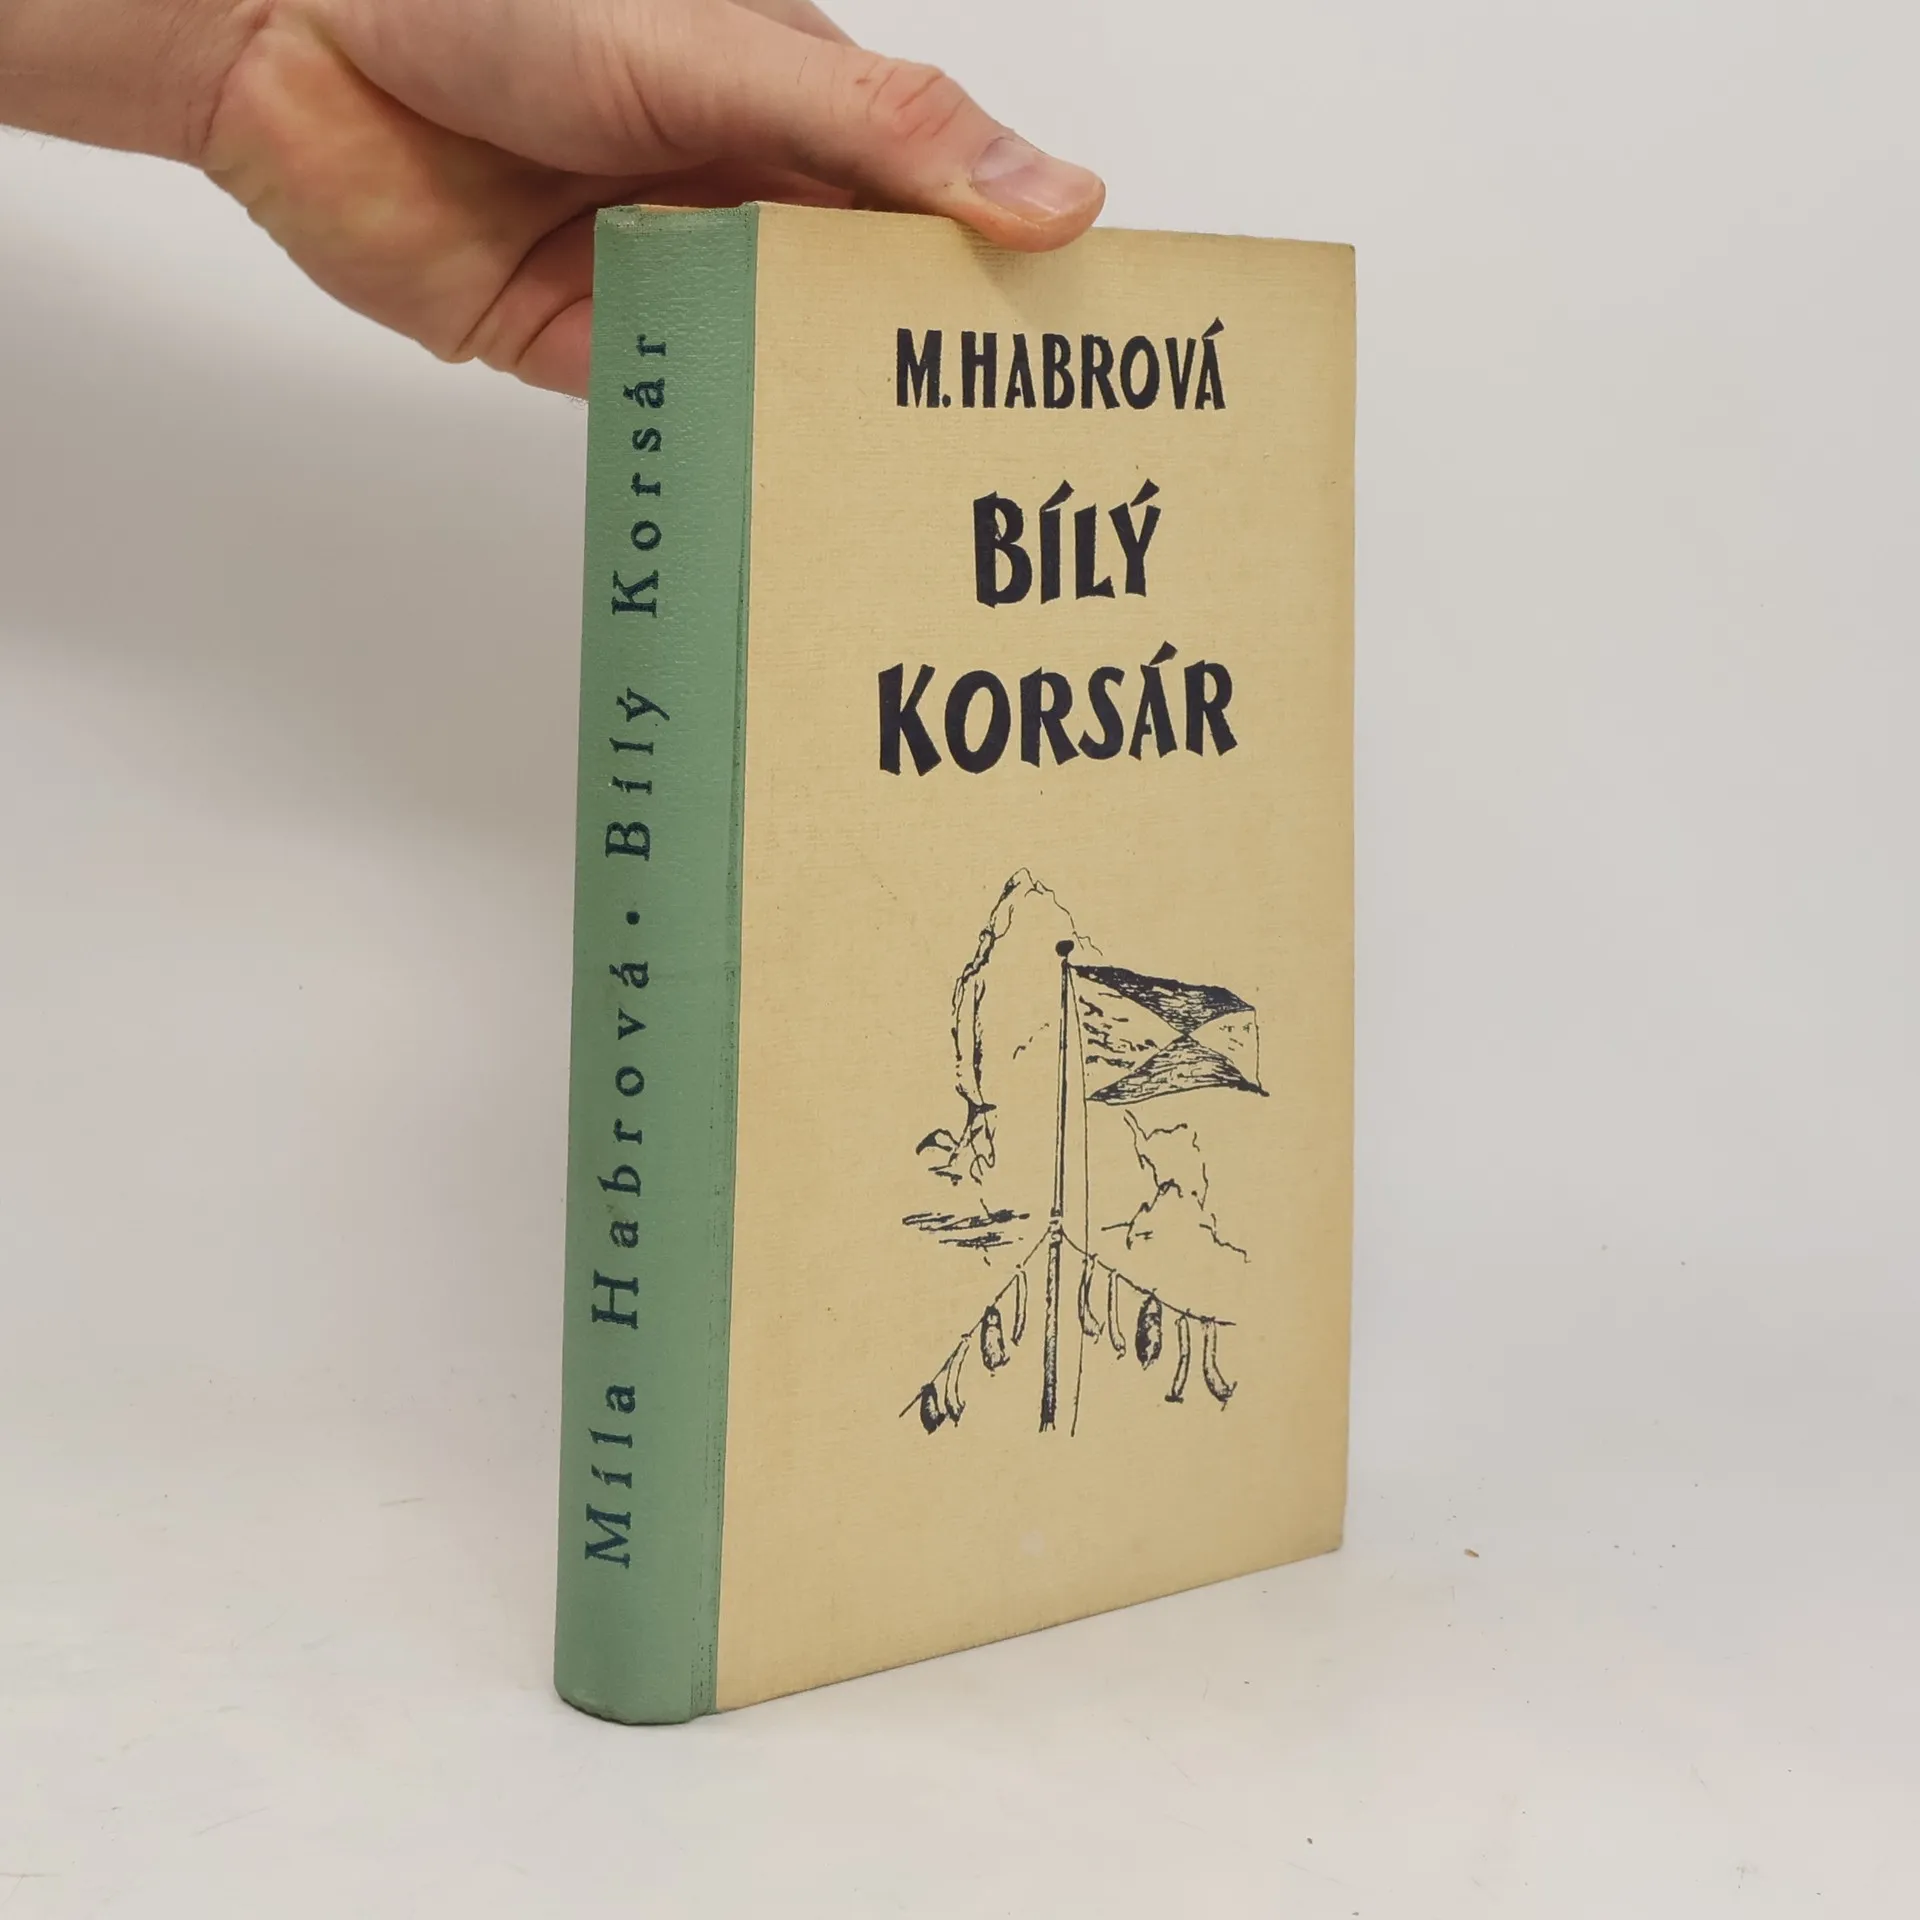 Míla Habrová • Bílý Korsár
M. HABROVÁ
BÍLÝ
KORSÁR